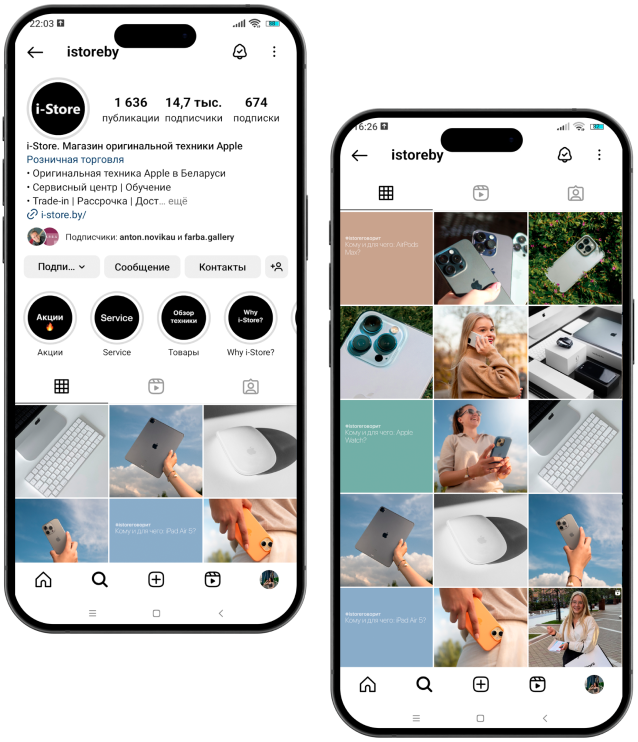 22:03
istoreby
i-Store
1 636
14,7 тыс.
674
публикации
подписчики
подписки
i-Store. Магазин оригинальной техники Apple
Розничная торговля
• Оригинальная техника Apple в Беларуси
• Сервисный центр | Обучение
• Trade-in | Рассрочка | Дост... ещё
i-store.by/
Подписчики: anton.novikau и farba.gallery
Подпи...
Сообщение
Контакты
Акции
Service
Обзор
техники
Why
i-Store?
Акции
Service
Товары
Why i-Store?
#istoreговорит
Кому и для чего: iPad Air 5?
16:26
istoreby
#istoreговорит
Кому и для чего: AirPods
Max?
#istoreговорит
Кому и для чего: Apple
Watch?
#istoreговорит
Кому и для чего: iPad Air 5?